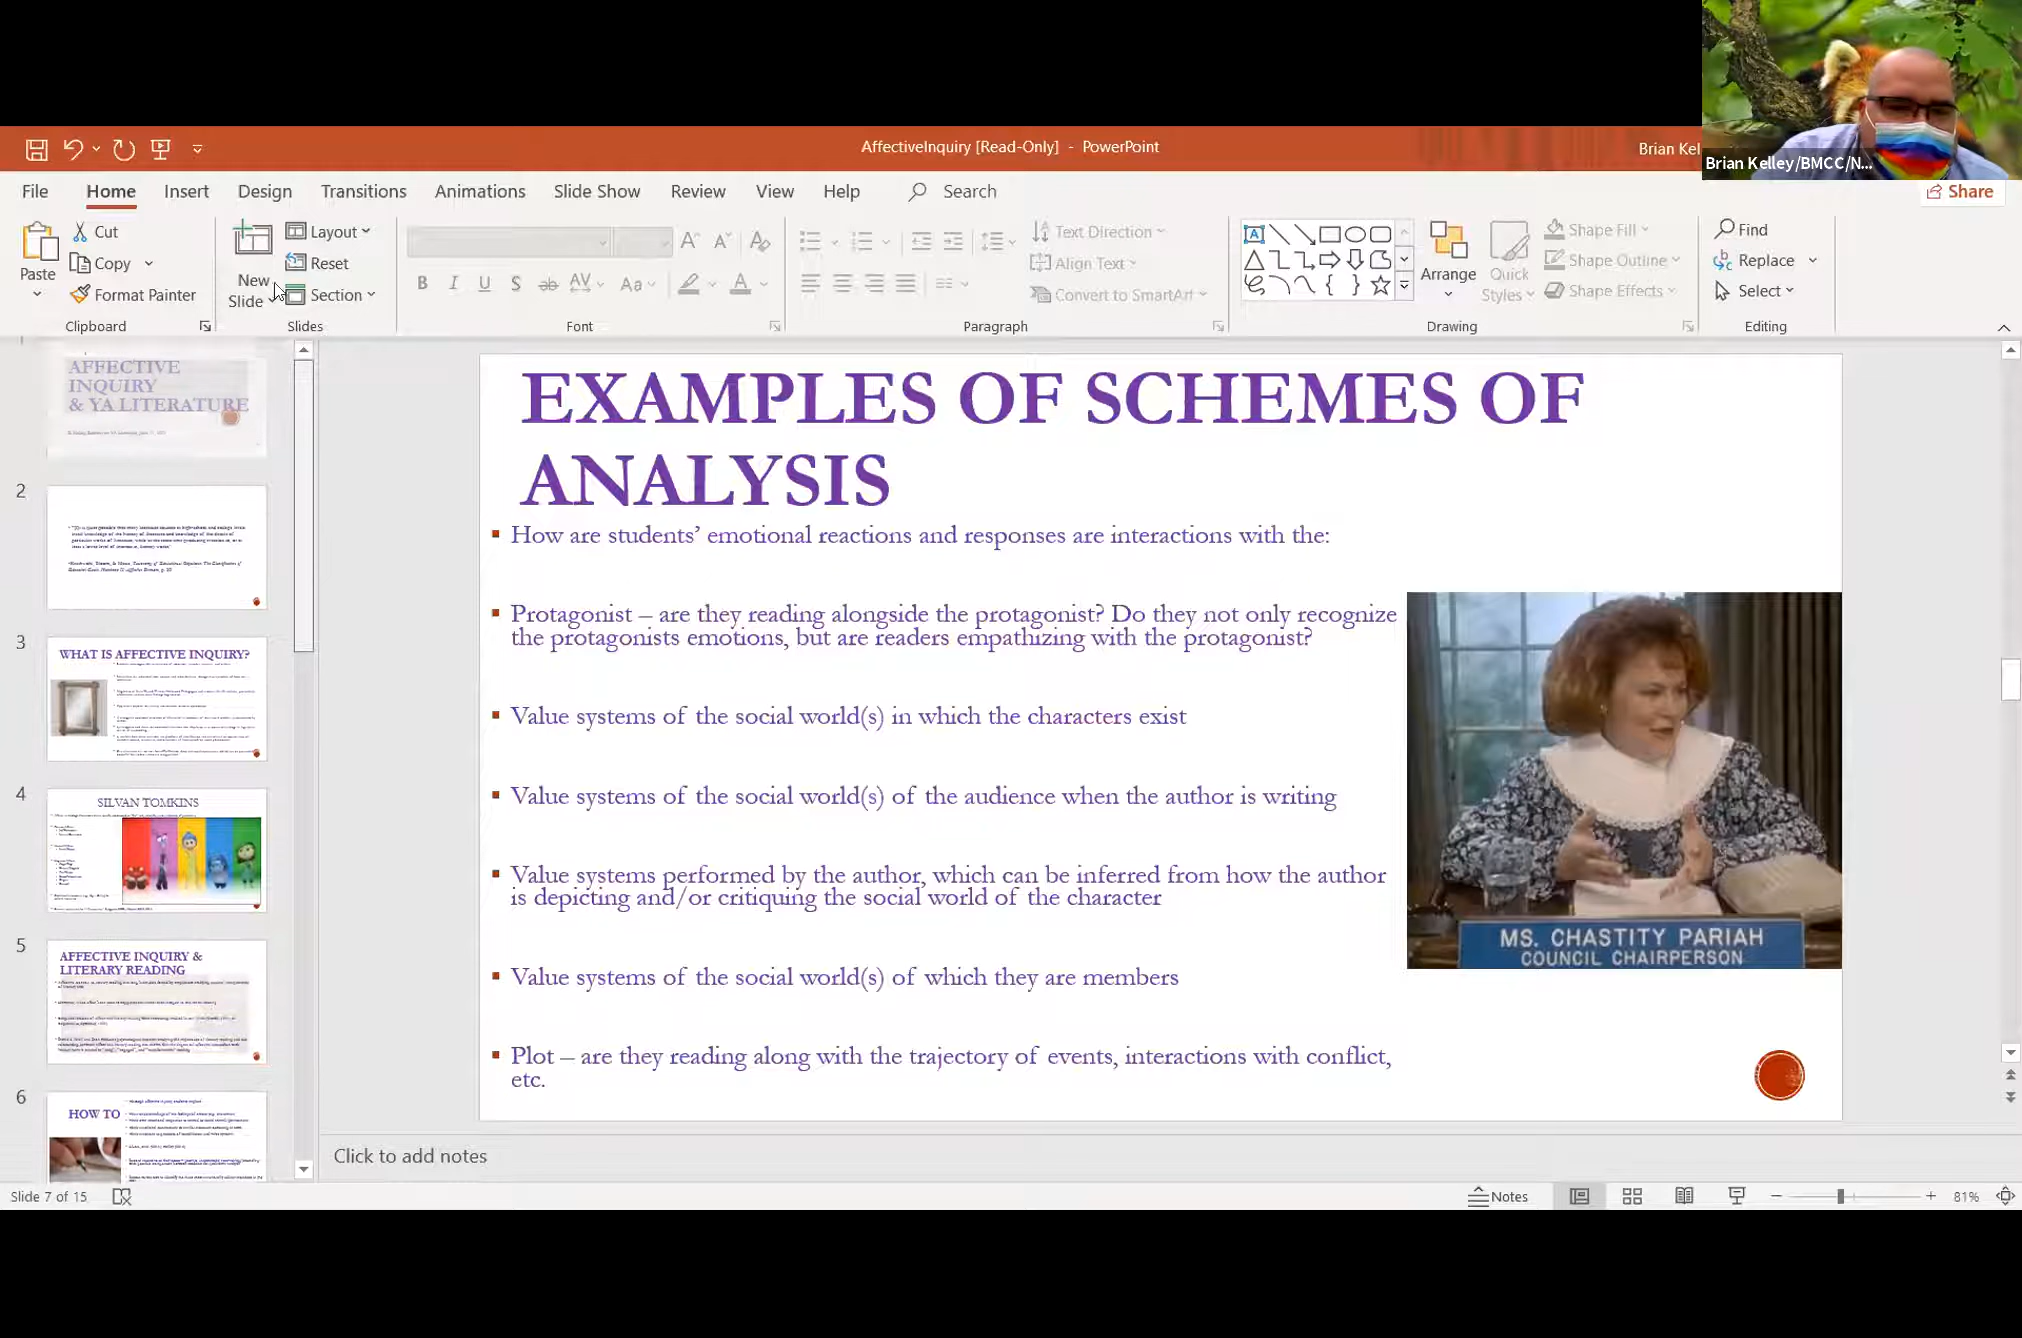 AffectiveInquiry [Read-Only] - PowerPoint
Brian Kel
Brian Kelley/BMCC/N...
File Home Insert Design Transitions Animations Slide Show Review View Help Search
Share
Paste
Cut
Copy
Format Painter
Clipboard
New
Slide
Layout
Reset
Section
Slides
Font
Text Direction
Align Text
Convert to SmartArt
Paragraph
Arrange
Quick
Styles
Shape Fill
Shape Outline
Shape Effects
Drawing
Find
Replace
Select
Editing
AFFECTIVE
INQUIRY
& YA LITERATURE
2
3
WHAT IS AFFECTIVE INQUIRY?
4
SILVAN TOMKINS
5
AFFECTIVE INQUIRY &
LITERARY READING
6
HOW TO
EXAMPLES OF SCHEMES OF
ANALYSIS
How are students’ emotional reactions and responses are interactions with the:
Protagonist – are they reading alongside the protagonist? Do they not only recognize
the protagonists emotions, but are readers empathizing with the protagonist?
Value systems of the social world(s) in which the characters exist
Value systems of the social world(s) of the audience when the author is writing
Value systems performed by the author, which can be inferred from how the author
is depicting and/or critiquing the social world of the character
Value systems of the social world(s) of which they are members
Plot – are they reading along with the trajectory of events, interactions with conflict,
etc.
MS. CHASTITY PARIAH
COUNCIL CHAIRPERSON
Click to add notes
Slide 7 of 15
Notes
81%